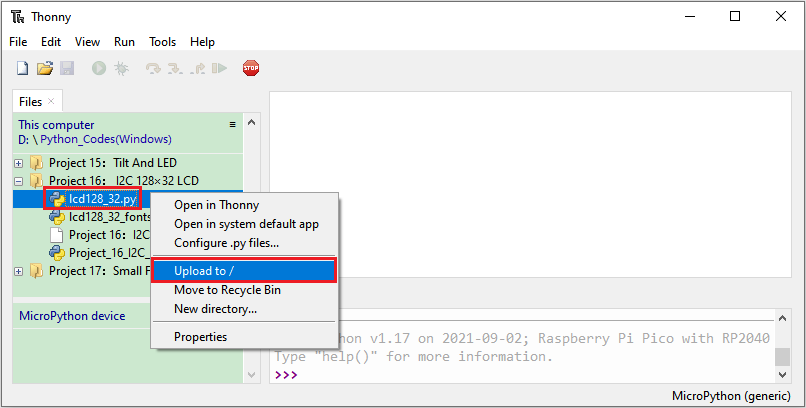 Thonny
File Edit View Run Tools Help
STOP
Files
This computer
D: \ Python_Codes(Windows)
Project 15: Tilt And LED
Project 16: I2C 128×32 LCD
lcd128_32.py
lcd128_32_fonts
Project 16: I2C
Project_16_I2C_
Project 17: Small F
Open in Thonny
Open in system default app
Configure .py files...
Upload to /
Move to Recycle Bin
New directory...
Properties
MicroPython device
thon v1.17 on 2021-09-02; Raspberry Pi Pico with RP2040
Type "help()" for more information.
>>>
MicroPython (generic)